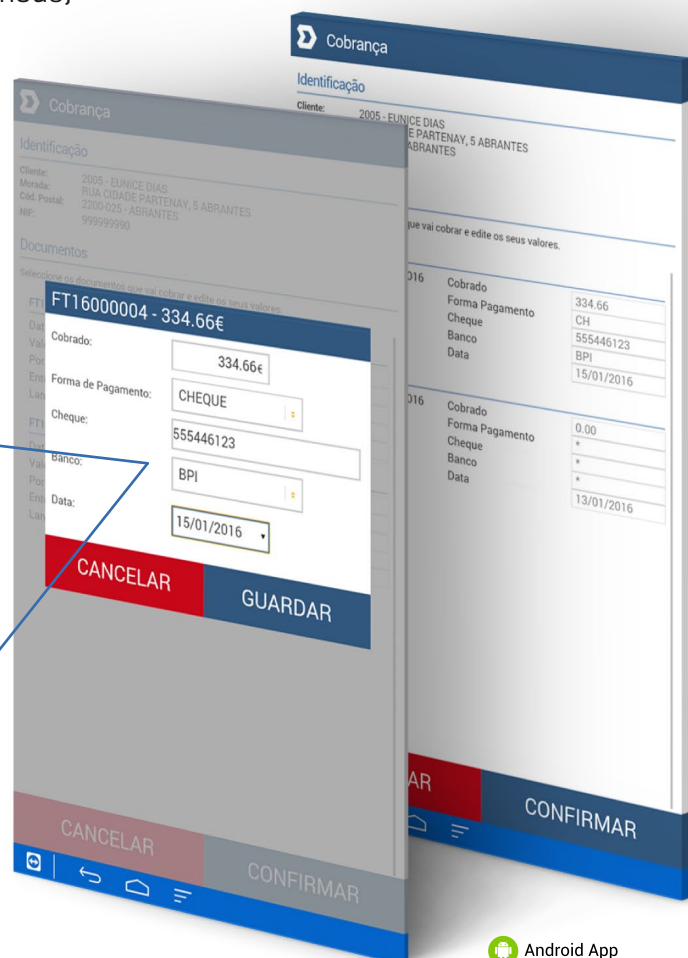 Cobrança
Identificação
Cliente: 2005 - EUNICE DIAS
E PARTENAY, 5 ABRANTES
ABRANTES
que vai cobrar e edite os seus valores.
016 Cobrado 334.66
Forma Pagamento CH
Cheque 555446123
Banco BPI
Data 15/01/2016
016 Cobrado 0.00
Forma Pagamento *
Cheque *
Banco *
Data 13/01/2016
AR CONFIRMAR
Cobrança
Identificação
Cliente: 2005 - EUNICE DIAS
Morada: RUA CIDADE PARTENAY, 5 ABRANTES
Cód. Postal: 2200-025 - ABRANTES
NIF: 999999990
Documentos
Seleccione os documentos que vai cobrar e edite os seus valores.
FT16000004 - 334.66€
Cobrado: 334.66€
Forma de Pagamento: CHEQUE
Cheque: 555446123
Banco: BPI
Data: 15/01/2016
CANCELAR GUARDAR
CANCELAR CONFIRMAR
Android App